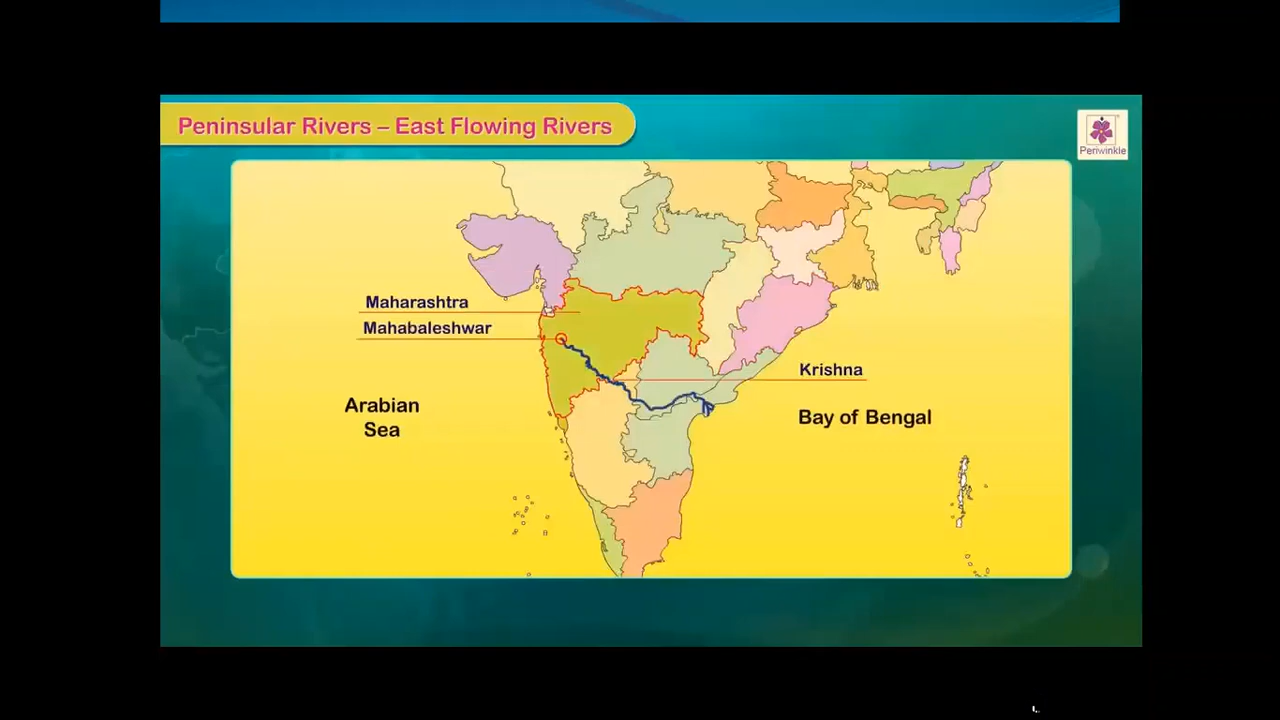 Peninsular Rivers – East Flowing Rivers
Periwinkle
Maharashtra
Mahabaleshwar
Krishna
Arabian
Sea
Bay of Bengal